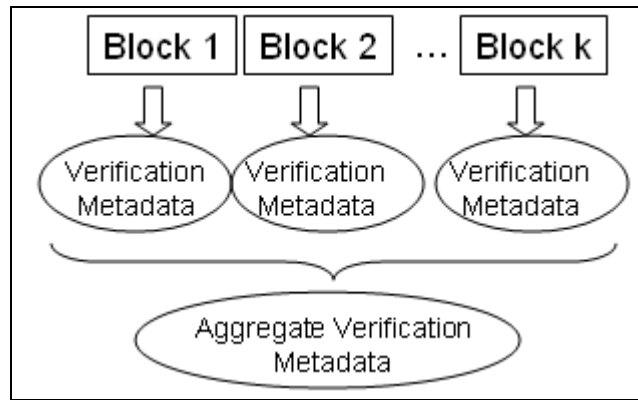 Block 1 Block 2 ... Block k
Verification Verification Verification
Metadata Metadata Metadata
Aggregate Verification
Metadata